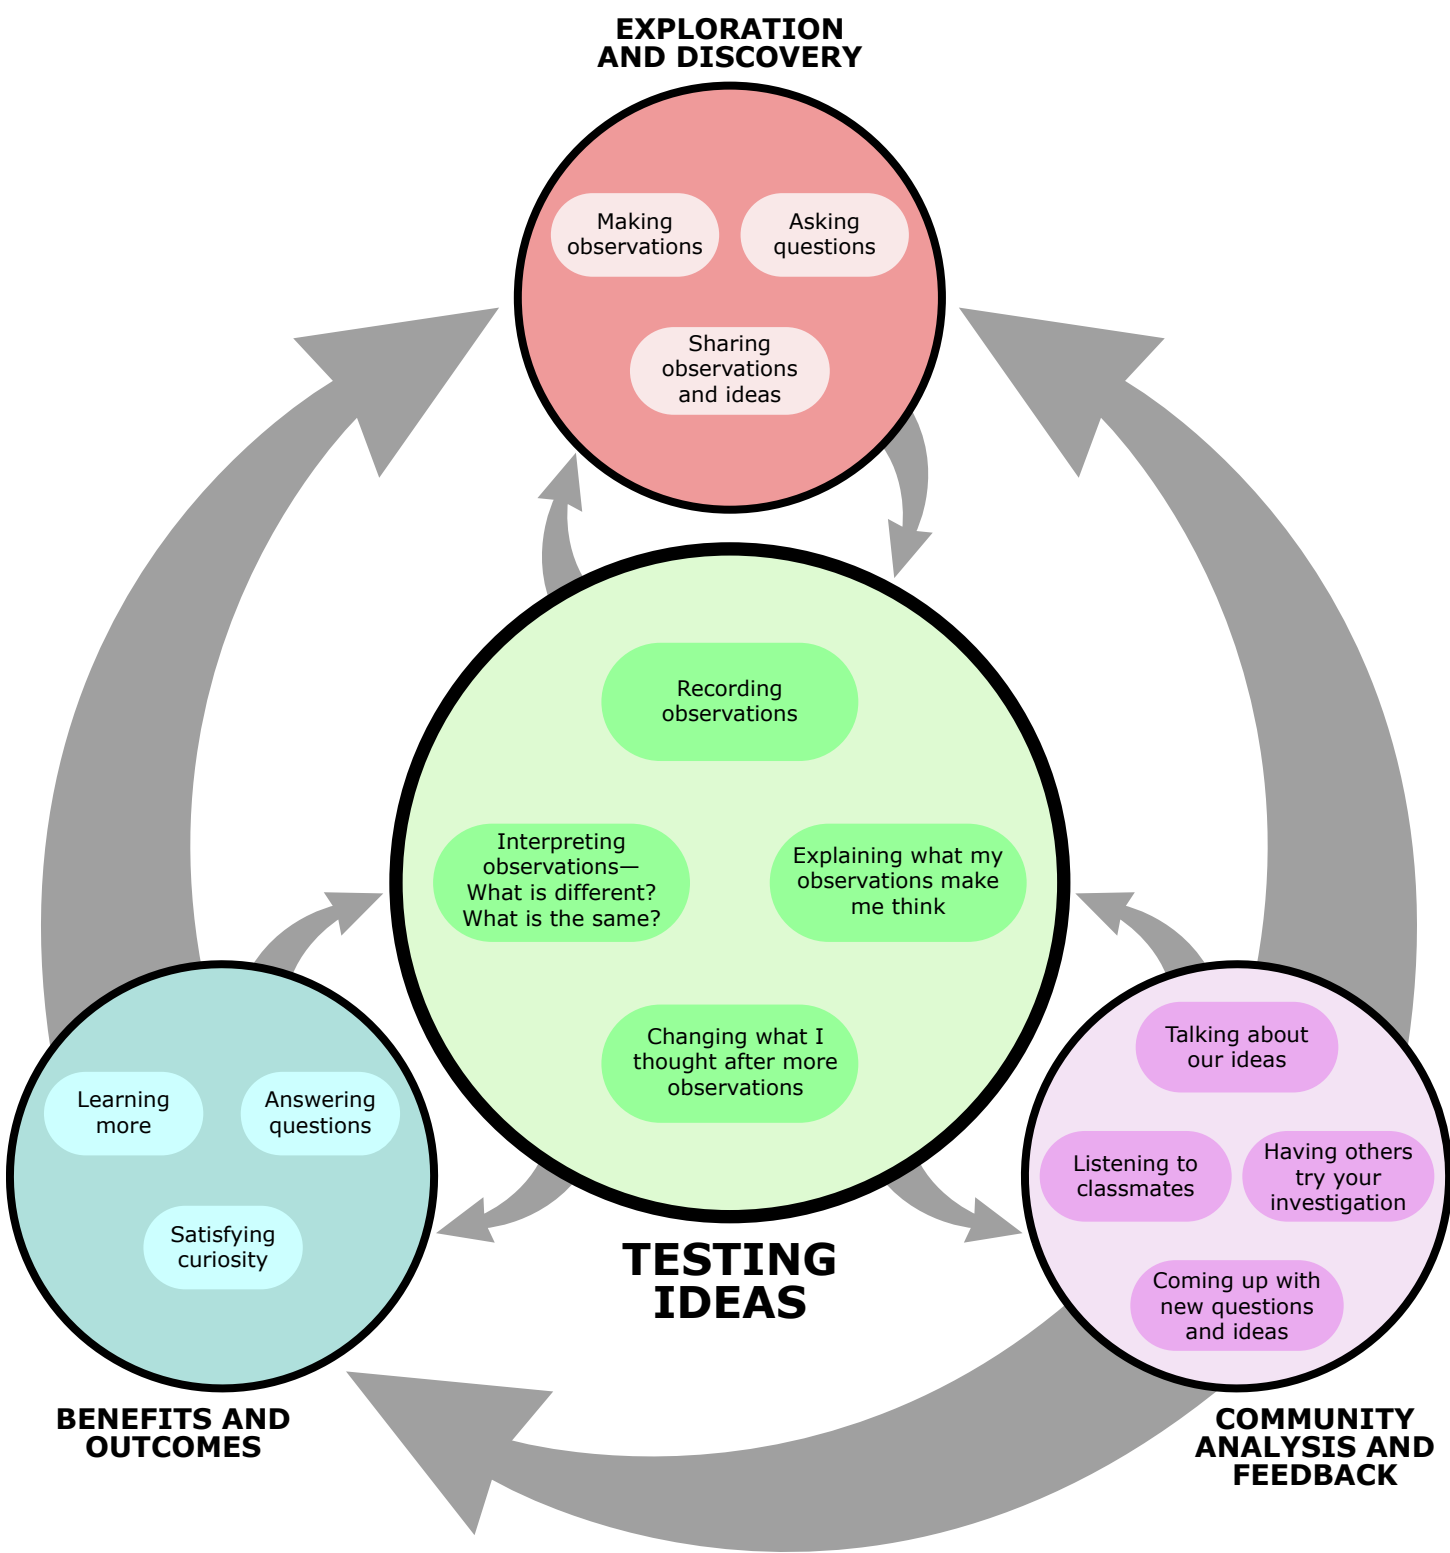 EXPLORATION
AND DISCOVERY
Making
observations
Asking
questions
Sharing
observations
and ideas
Recording
observations
Interpreting
observations—
What is different?
What is the same?
Explaining what my
observations make
me think
Changing what I
thought after more
observations
TESTING
IDEAS
Learning
more
Answering
questions
Satisfying
curiosity
BENEFITS AND
OUTCOMES
Talking about
our ideas
Listening to
classmates
Having others
try your
investigation
Coming up with
new questions
and ideas
COMMUNITY
ANALYSIS AND
FEEDBACK